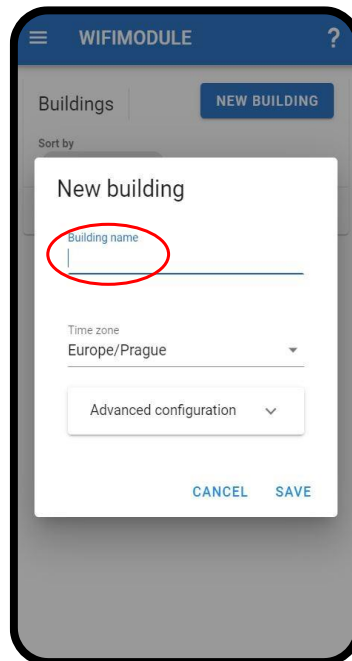 WIFIMODULE ?
Buildings NEW BUILDING
Sort by
New building
Building name
Time zone
Europe/Prague
Advanced configuration
CANCEL SAVE